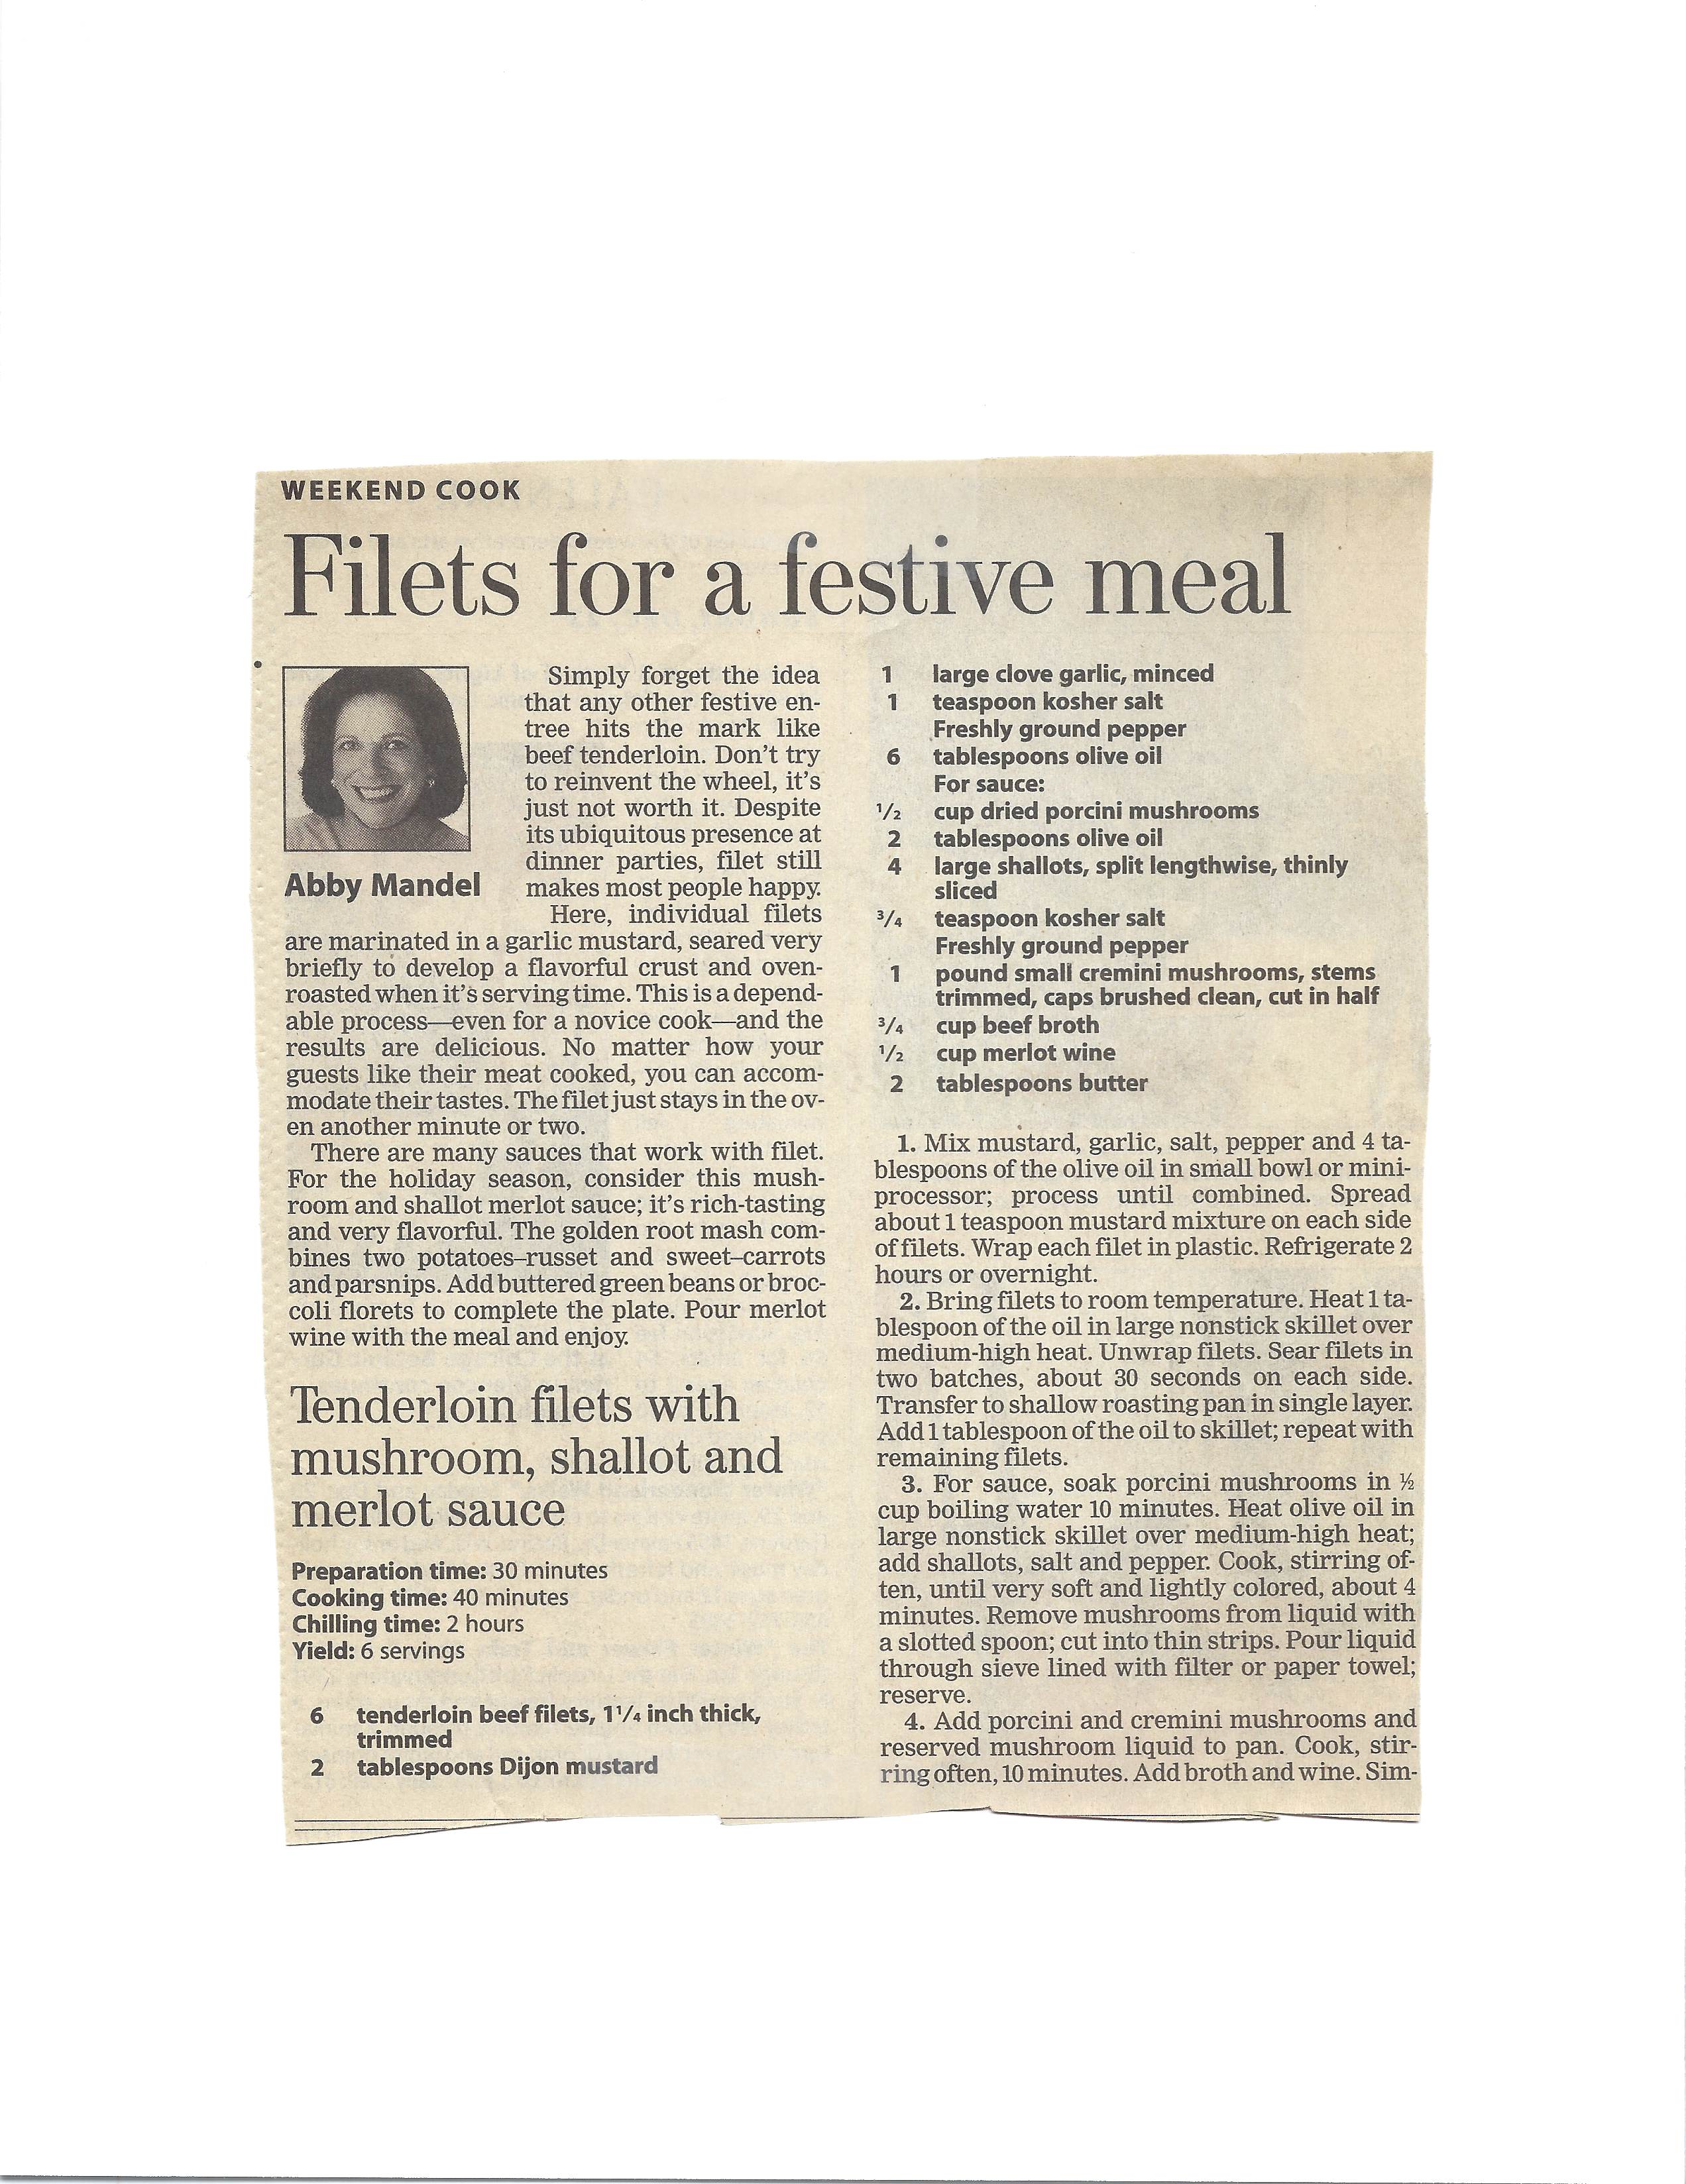 WEEKEND COOK
Filets for a festive meal
Abby Mandel
Simply forget the idea
that any other festive en-
tree hits the mark like
beef tenderloin. Don't try
to reinvent the wheel, it's
just not worth it. Despite
its ubiquitous presence at
dinner parties, filet still
makes most people happy.
Here, individual filets
are marinated in a garlic mustard, seared very
briefly to develop a flavorful crust and oven-
roasted when it's serving time. This is a depend-
able process—even for a novice cook—and the
results are delicious. No matter how your
guests like their meat cooked, you can accom-
modate their tastes. The filet just stays in the ov-
en another minute or two.
There are many sauces that work with filet.
For the holiday season, consider this mush-
room and shallot merlot sauce; it's rich-tasting
and very flavorful. The golden root mash com-
bines two potatoes–russet and sweet–carrots
and parsnips. Add buttered green beans or broc-
coli florets to complete the plate. Pour merlot
wine with the meal and enjoy.
Tenderloin filets with
mushroom, shallot and
merlot sauce
Preparation time: 30 minutes
Cooking time: 40 minutes
Chilling time: 2 hours
Yield: 6 servings
6 tenderloin beef filets, 1¼ inch thick,
trimmed
2 tablespoons Dijon mustard
1 large clove garlic, minced
1 teaspoon kosher salt
Freshly ground pepper
6 tablespoons olive oil
For sauce:
½ cup dried porcini mushrooms
2 tablespoons olive oil
4 large shallots, split lengthwise, thinly
sliced
¾ teaspoon kosher salt
Freshly ground pepper
1 pound small cremini mushrooms, stems
trimmed, caps brushed clean, cut in half
¾ cup beef broth
½ cup merlot wine
2 tablespoons butter
1. Mix mustard, garlic, salt, pepper and 4 ta-
blespoons of the olive oil in small bowl or mini-
processor; process until combined. Spread
about 1 teaspoon mustard mixture on each side
of filets. Wrap each filet in plastic. Refrigerate 2
hours or overnight.
2. Bring filets to room temperature. Heat 1 ta-
blespoon of the oil in large nonstick skillet over
medium-high heat. Unwrap filets. Sear filets in
two batches, about 30 seconds on each side.
Transfer to shallow roasting pan in single layer.
Add 1 tablespoon of the oil to skillet; repeat with
remaining filets.
3. For sauce, soak porcini mushrooms in ½
cup boiling water 10 minutes. Heat olive oil in
large nonstick skillet over medium-high heat;
add shallots, salt and pepper. Cook, stirring of-
ten, until very soft and lightly colored, about 4
minutes. Remove mushrooms from liquid with
a slotted spoon; cut into thin strips. Pour liquid
through sieve lined with filter or paper towel;
reserve.
4. Add porcini and cremini mushrooms and
reserved mushroom liquid to pan. Cook, stir-
ring often, 10 minutes. Add broth and wine. Sim-